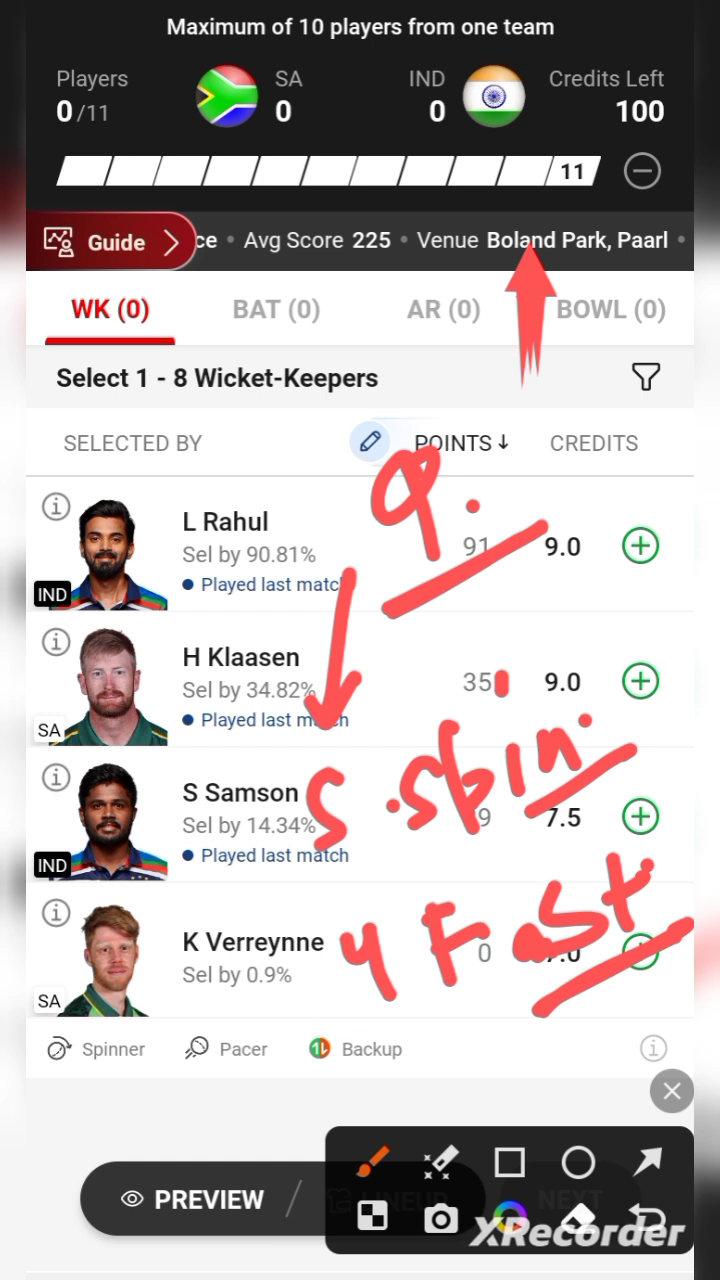 Maximum of 10 players from one team
Players SA IND Credits Left
0/11 0 0 100
11
Guide ce • Avg Score 225 • Venue Boland Park, Paarl •
WK (0) BAT (0) AR (0) BOWL (0)
Select 1 - 8 Wicket-Keepers
SELECTED BY POINTS↓ CREDITS
9.
L Rahul
Sel by 90.81% 91 9.0
Played last match
IND
H Klaasen
Sel by 34.82% 35 9.0
Played last match
SA
5 .spin.
S Samson
Sel by 14.34% 9 7.5
Played last match
IND
4 Fast.
K Verreynne
Sel by 0.9% 0 7.0
SA
Spinner Pacer Backup
PREVIEW / LINEUP NEXT
XRecorder